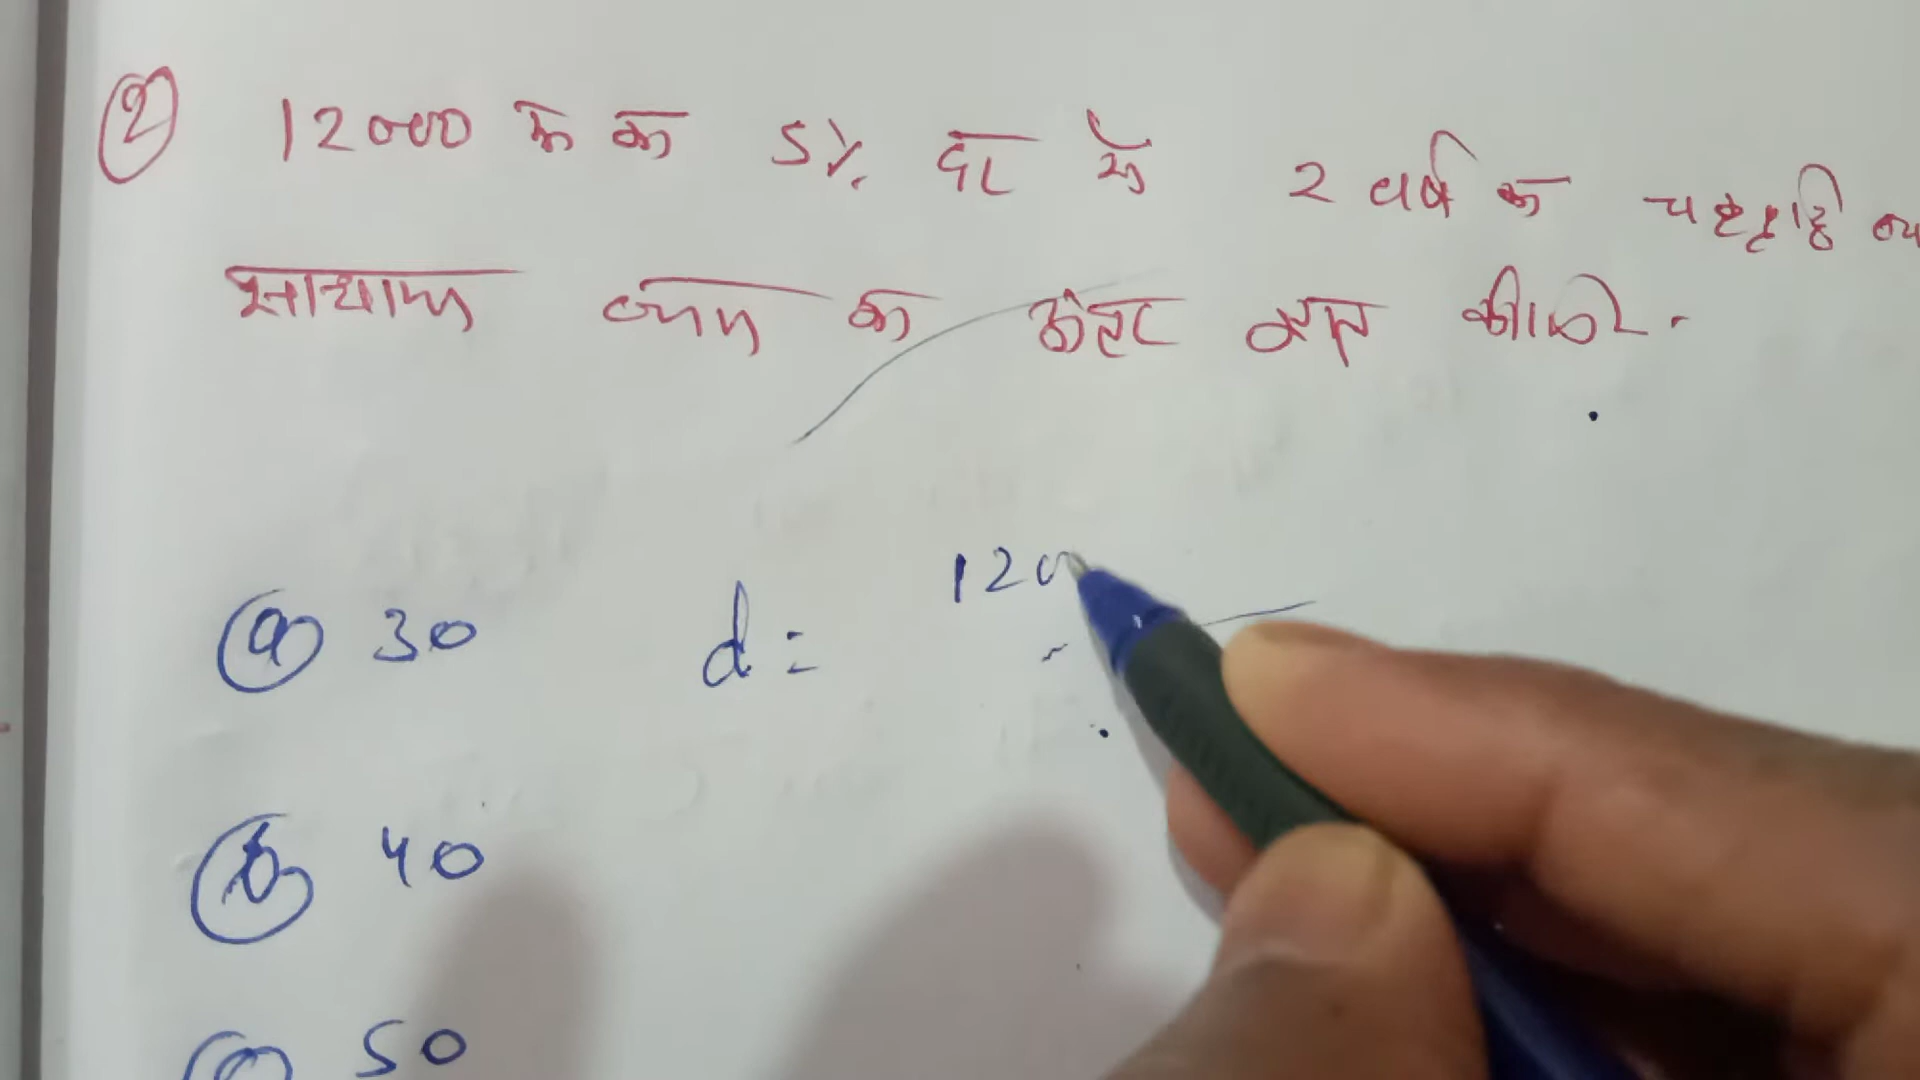 2 12000 के का 5% दर से 2 वर्ष का चक्रवृद्धि
साधारण ब्याज का अंतर ज्ञात कीजिये.
a 30 d = 120
b 40
50